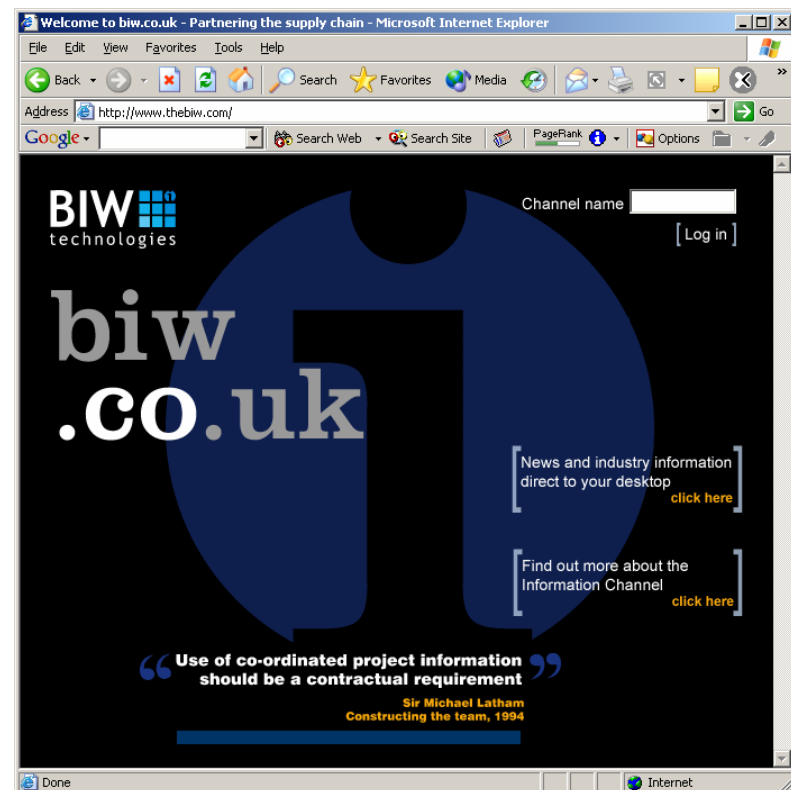 Welcome to biw.co.uk - Partnering the supply chain - Microsoft Internet Explorer
File Edit View Favorites Tools Help
Back Search Favorites Media »
Address http://www.thebiw.com/ Go
Google Search Web Search Site PageRank Options
BIW
technologies
Channel name
[Log in]
biw
.co.uk
News and industry information
direct to your desktop
click here
Find out more about the
Information Channel
click here
“Use of co-ordinated project information
should be a contractual requirement”
Sir Michael Latham
Constructing the team, 1994
Done Internet